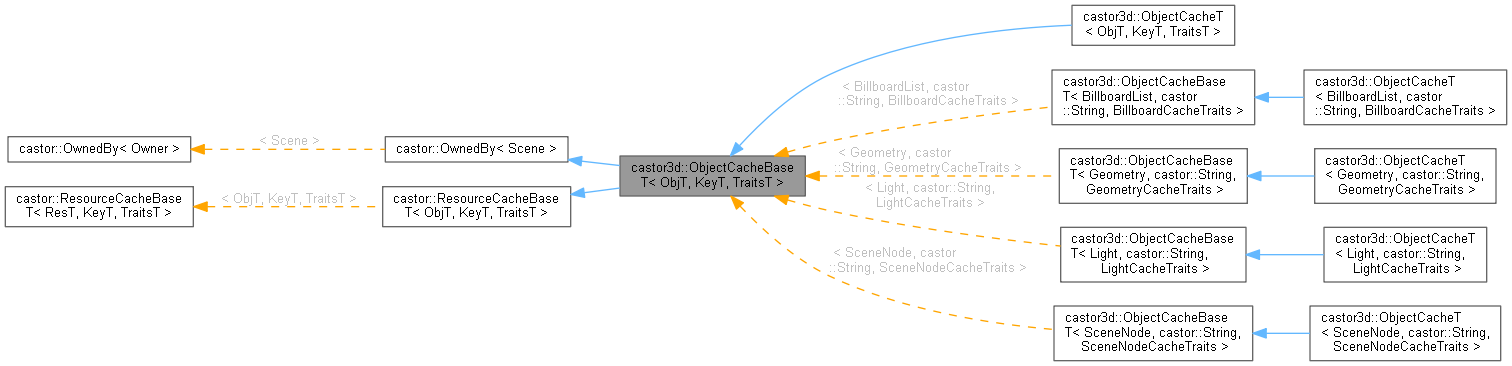 castor::OwnedBy< Owner >
< Scene >
castor::OwnedBy< Scene >
castor::ResourceCacheBase
T< ResT, KeyT, TraitsT >
< ObjT, KeyT, TraitsT >
castor::ResourceCacheBase
T< ObjT, KeyT, TraitsT >
castor3d::ObjectCacheBase
T< ObjT, KeyT, TraitsT >
castor3d::ObjectCacheT
< ObjT, KeyT, TraitsT >
< BillboardList, castor
::String, BillboardCacheTraits >
castor3d::ObjectCacheBase
T< BillboardList, castor
::String, BillboardCacheTraits >
castor3d::ObjectCacheT
< BillboardList, castor
::String, BillboardCacheTraits >
< Geometry, castor
::String, GeometryCacheTraits >
castor3d::ObjectCacheBase
T< Geometry, castor::String,
GeometryCacheTraits >
castor3d::ObjectCacheT
< Geometry, castor::String,
GeometryCacheTraits >
< Light, castor::String,
LightCacheTraits >
castor3d::ObjectCacheBase
T< Light, castor::String,
LightCacheTraits >
castor3d::ObjectCacheT
< Light, castor::String,
LightCacheTraits >
< SceneNode, castor
::String, SceneNodeCacheTraits >
castor3d::ObjectCacheBase
T< SceneNode, castor::String,
SceneNodeCacheTraits >
castor3d::ObjectCacheT
< SceneNode, castor::String,
SceneNodeCacheTraits >